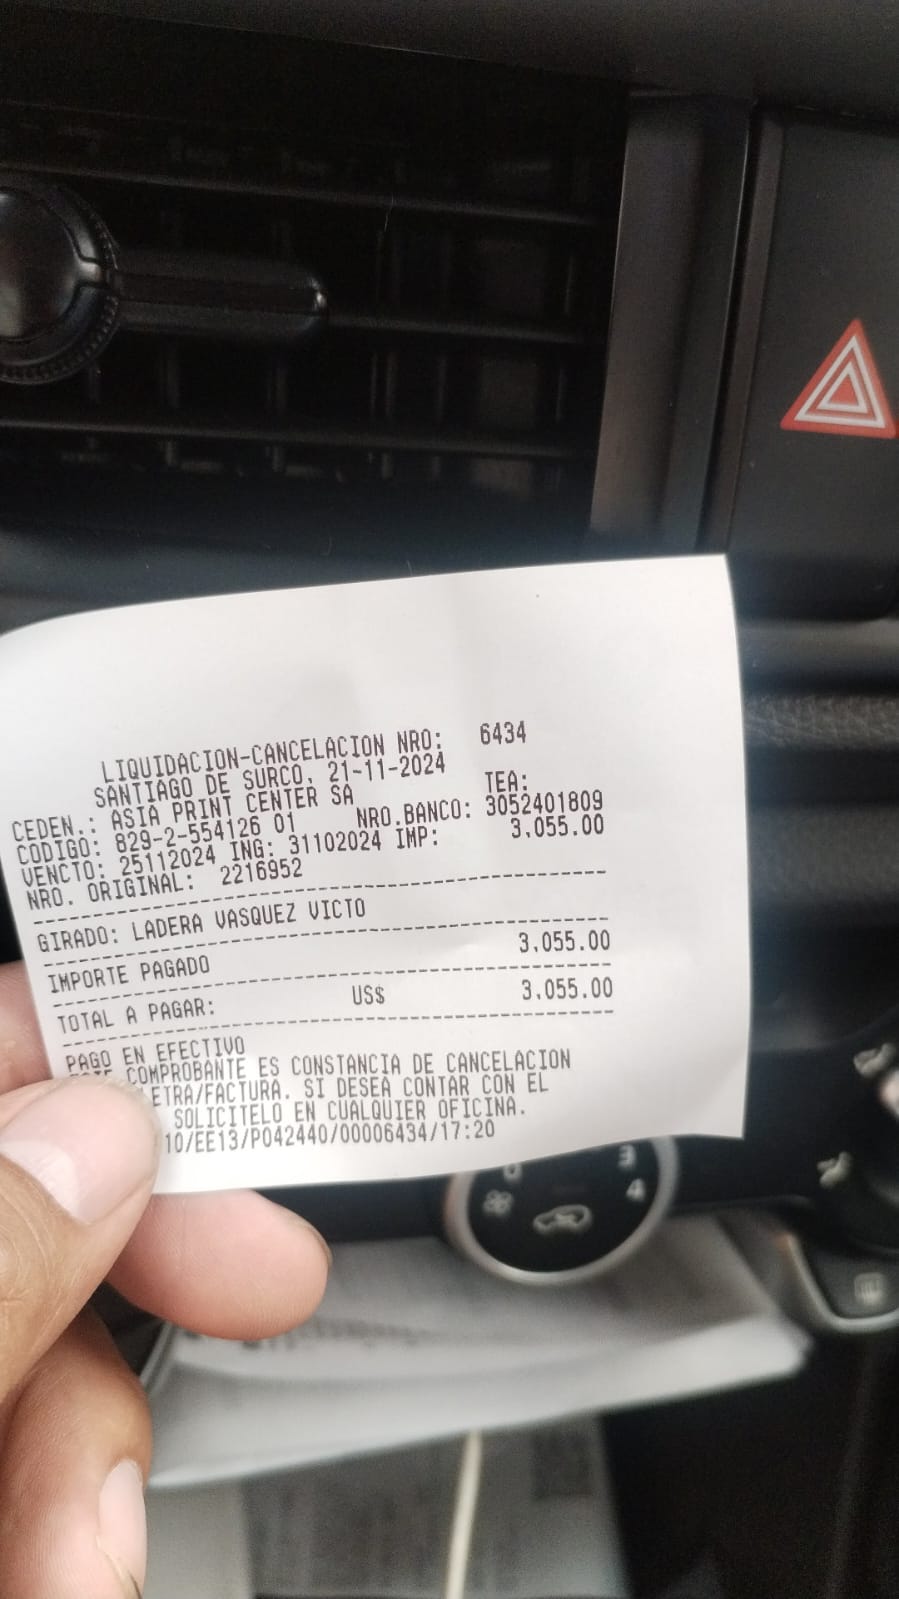 LIQUIDACION-CANCELACION NRO: 6434
SANTIAGO DE SURCO, 21-11-2024
CEDEN.: ASIA PRINT CENTER SA TEA:
CODIGO: 829-2-554126 01 NRO.BANCO: 3052401809
VENCTO: 25112024 ING: 31102024 IMP: 3,055.00
NRO. ORIGINAL: 2216952
GIRADO: LADERA VASQUEZ VICTO
IMPORTE PAGADO 3,055.00
TOTAL A PAGAR: US$ 3,055.00
PAGO EN EFECTIVO
COMPROBANTE ES CONSTANCIA DE CANCELACION
ETRA/FACTURA. SI DESEA CONTAR CON EL
SOLICITELO EN CUALQUIER OFICINA.
10/EE13/P042440/00006434/17:20
0 3
4